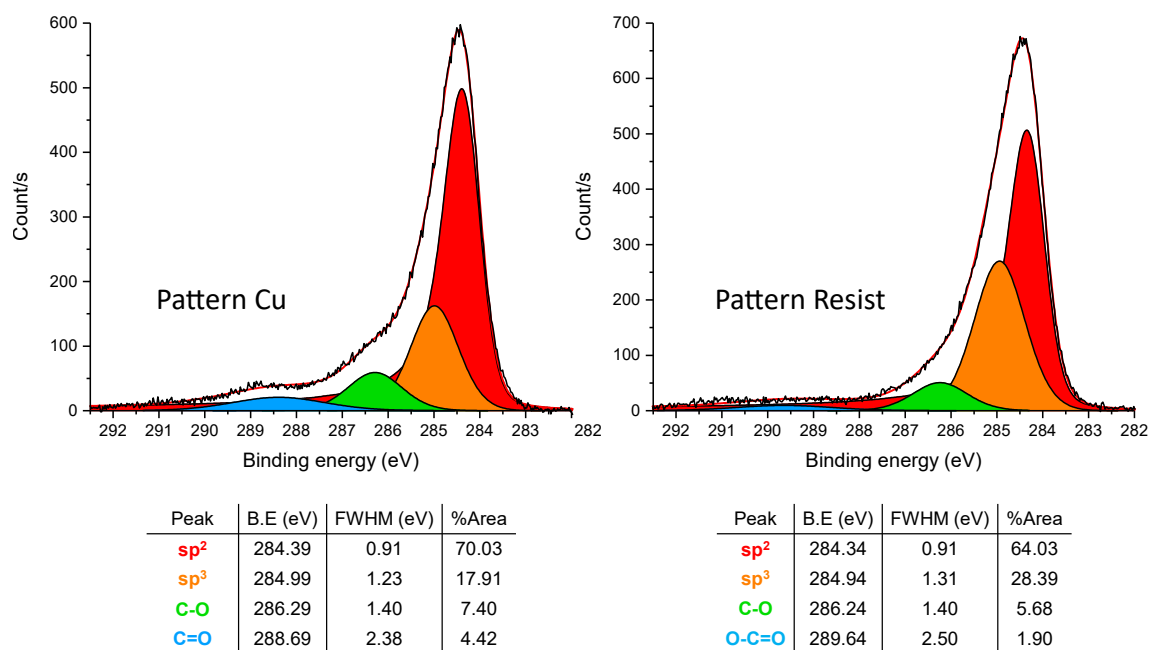 600
500
400
300
200
100
0
Count/s
Pattern Cu
292 291 290 289 288 287 286 285 284 283 282
Binding energy (eV)
700
600
500
400
300
200
100
0
Count/s
Pattern Resist
292 291 290 289 288 287 286 285 284 283 282
Binding energy (eV)
Peak B.E (eV) FWHM (eV) %Area
sp² 284.39 0.91 70.03
sp³ 284.99 1.23 17.91
C-O 286.29 1.40 7.40
C=O 288.69 2.38 4.42
Peak B.E (eV) FWHM (eV) %Area
sp² 284.34 0.91 64.03
sp³ 284.94 1.31 28.39
C-O 286.24 1.40 5.68
O-C=O 289.64 2.50 1.90